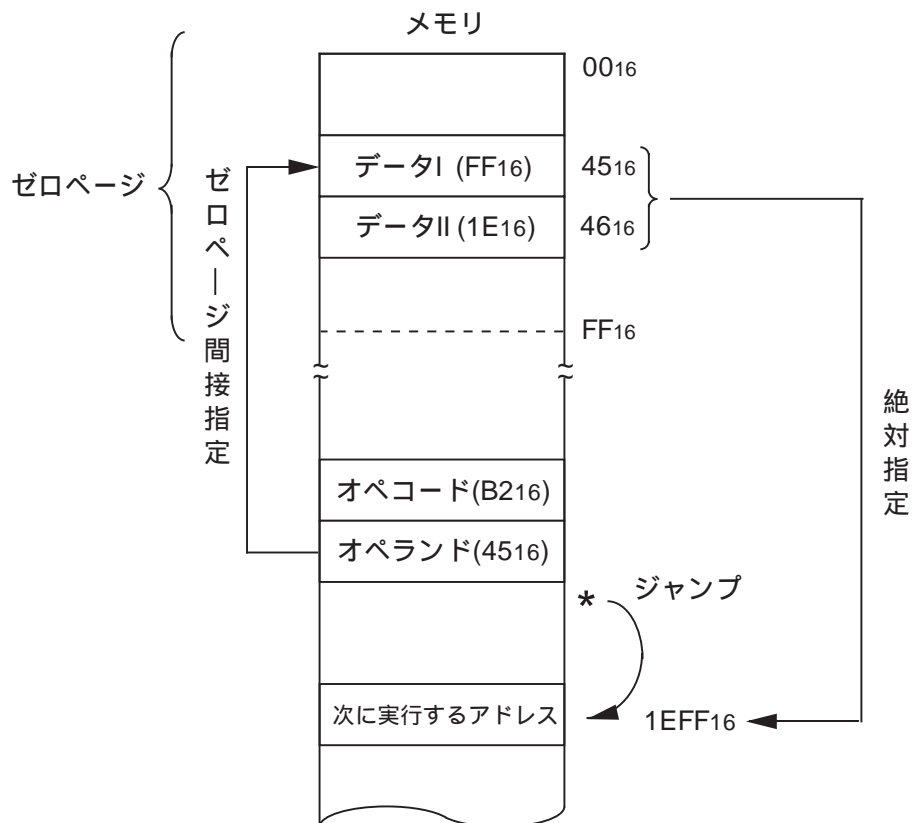 メモリ
0016
データI (FF16)
4516
ゼロページ
データII (1E16)
4616
ゼロページ間接指定
FF16
絶対指定
オペコード(B216)
オペランド(4516)
* ジャンプ
次に実行するアドレス
1EFF16